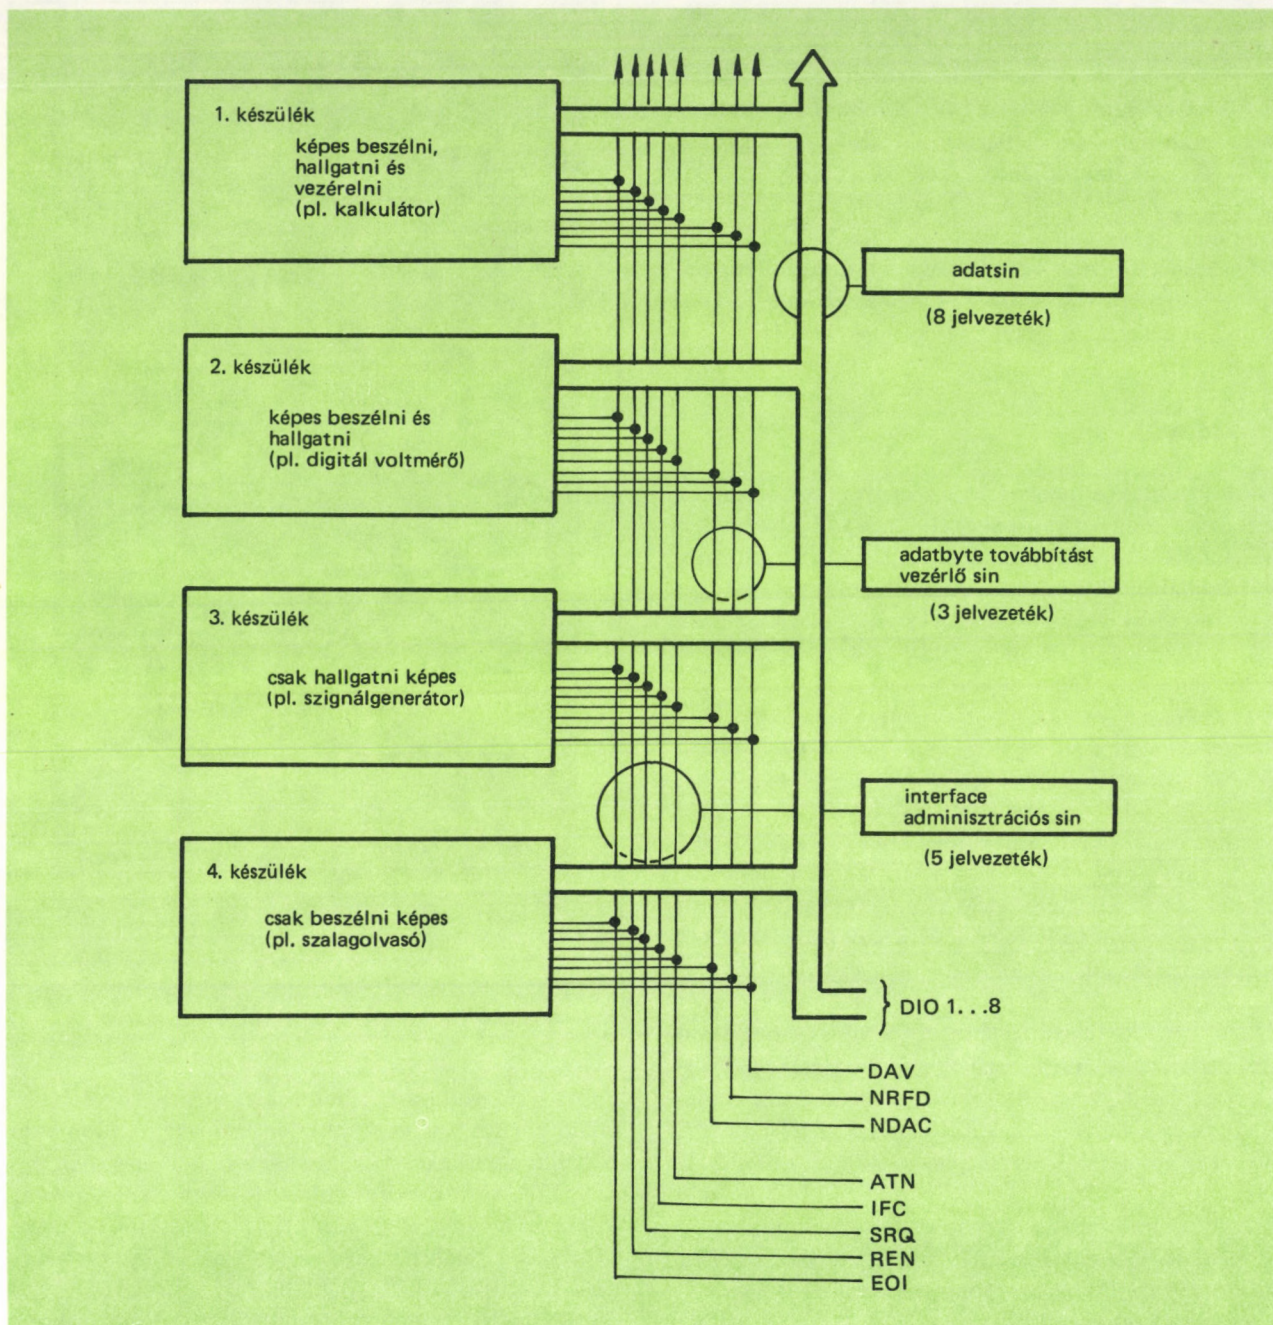 1. készülék
képes beszélni,
hallgatni és
vezérelni
(pl. kalkulátor)
adatsin
(8 jelvezeték)
2. készülék
képes beszélni és
hallgatni
(pl. digitál voltmérő)
adatbyte továbbítást
vezérlő sin
(3 jelvezeték)
3. készülék
csak hallgatni képes
(pl. szignálgenerátor)
interface
adminisztrációs sin
(5 jelvezeték)
4. készülék
csak beszélni képes
(pl. szalagolvasó)
DIO 1...8
DAV
NRFD
NDAC
ATN
IFC
SRQ
REN
EOI